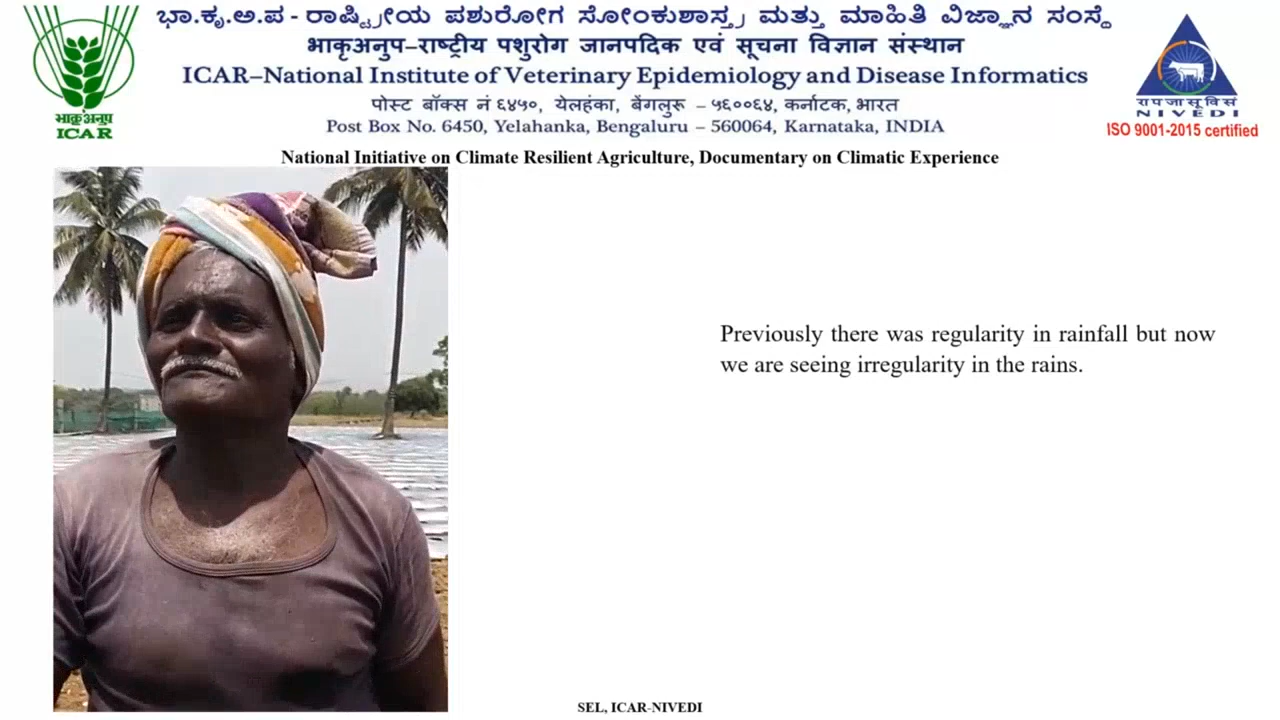 ಭಾ.ಕೃ.ಅ.ಪ - ರಾಷ್ಟ್ರೀಯ ಪಶುರೋಗ ಸೋಂಕುಶಾಸ್ತ್ರ ಮತ್ತು ಮಾಹಿತಿ ವಿಜ್ಞಾನ ಸಂಸ್ಥೆ
भाकृअनुप–राष्ट्रीय पशुरोग जानपदिक एवं सूचना विज्ञान संस्थान
ICAR–National Institute of Veterinary Epidemiology and Disease Informatics
पोस्ट बॉक्स नं ६४५०, येलहंका, बेंगलुरू – ५६००६४, कर्नाटक, भारत
Post Box No. 6450, Yelahanka, Bengaluru – 560064, Karnataka, INDIA
भाकृअनुप
ICAR
रापजासूविसं
NIVEDI
ISO 9001-2015 certified
National Initiative on Climate Resilient Agriculture, Documentary on Climatic Experience
Previously there was regularity in rainfall but now
we are seeing irregularity in the rains.
SEL, ICAR-NIVEDI